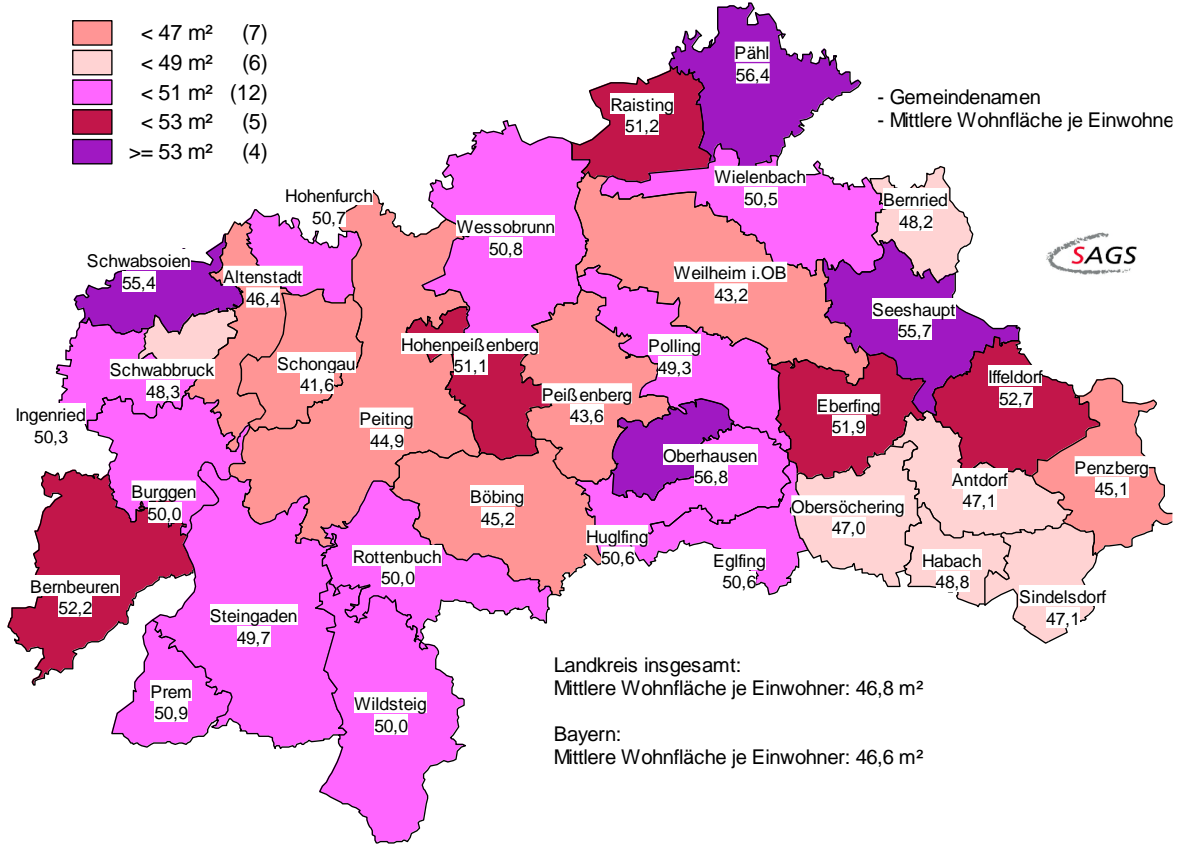 < 47 m² (7)
< 49 m² (6)
< 51 m² (12)
< 53 m² (5)
>= 53 m² (4)
- Gemeindenamen
- Mittlere Wohnfläche je Einwohne
SAGS
Pähl
56,4
Raisting
51,2
Wielenbach
50,5
Bernried
48,2
Hohenfurch
50,7
Wessobrunn
50,8
Schwabsoien
55,4
Altenstadt
46,4
Weilheim i.OB
43,2
Seeshaupt
55,7
Schwabbruck
48,3
Schongau
41,6
Hohenpeißenberg
51,1
Polling
49,3
Iffeldorf
52,7
Ingenried
50,3
Peiting
44,9
Peißenberg
43,6
Eberfing
51,9
Oberhausen
56,8
Penzberg
45,1
Burggen
50,0
Böbing
45,2
Antdorf
47,1
Obersöchering
47,0
Huglfing
50,6
Eglfing
50,6
Habach
48,8
Sindelsdorf
47,1
Rottenbuch
50,0
Bernbeuren
52,2
Steingaden
49,7
Prem
50,9
Wildsteig
50,0
Landkreis insgesamt:
Mittlere Wohnfläche je Einwohner: 46,8 m²
Bayern:
Mittlere Wohnfläche je Einwohner: 46,6 m²